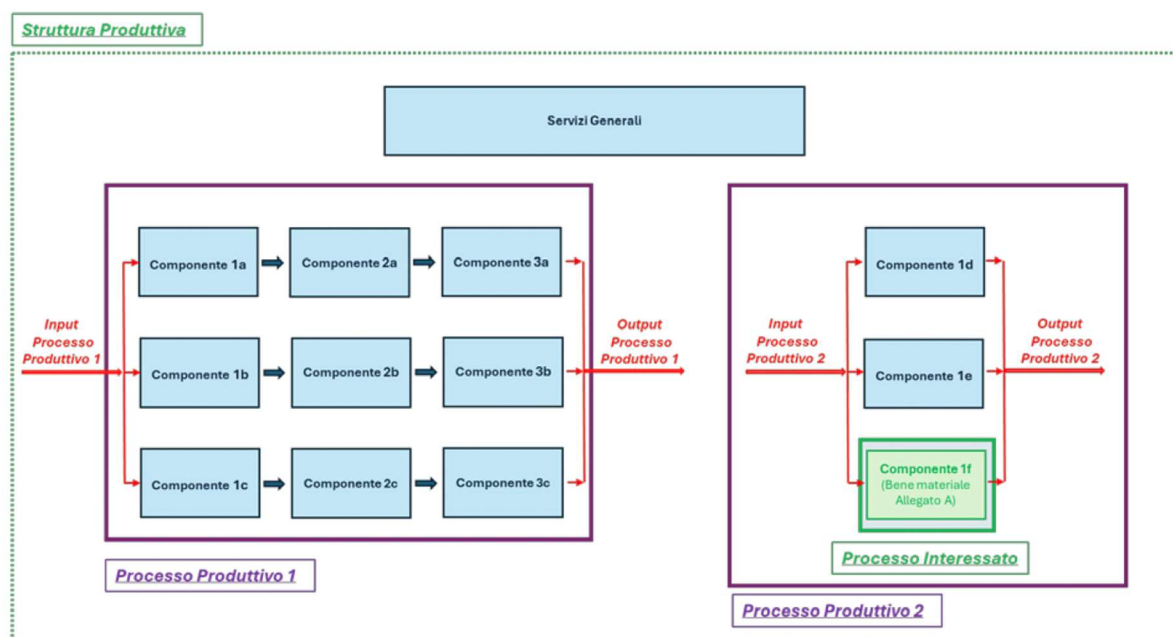 Struttura Produttiva
Servizi Generali
Componente 1a
Componente 2a
Componente 3a
Input
Processo
Produttivo 1
Componente 1b
Componente 2b
Componente 3b
Output
Processo
Produttivo 1
Componente 1c
Componente 2c
Componente 3c
Processo Produttivo 1
Componente 1d
Input
Processo
Produttivo 2
Componente 1e
Output
Processo
Produttivo 2
Componente 1f
(Bene materiale
Allegato A)
Processo Interessato
Processo Produttivo 2